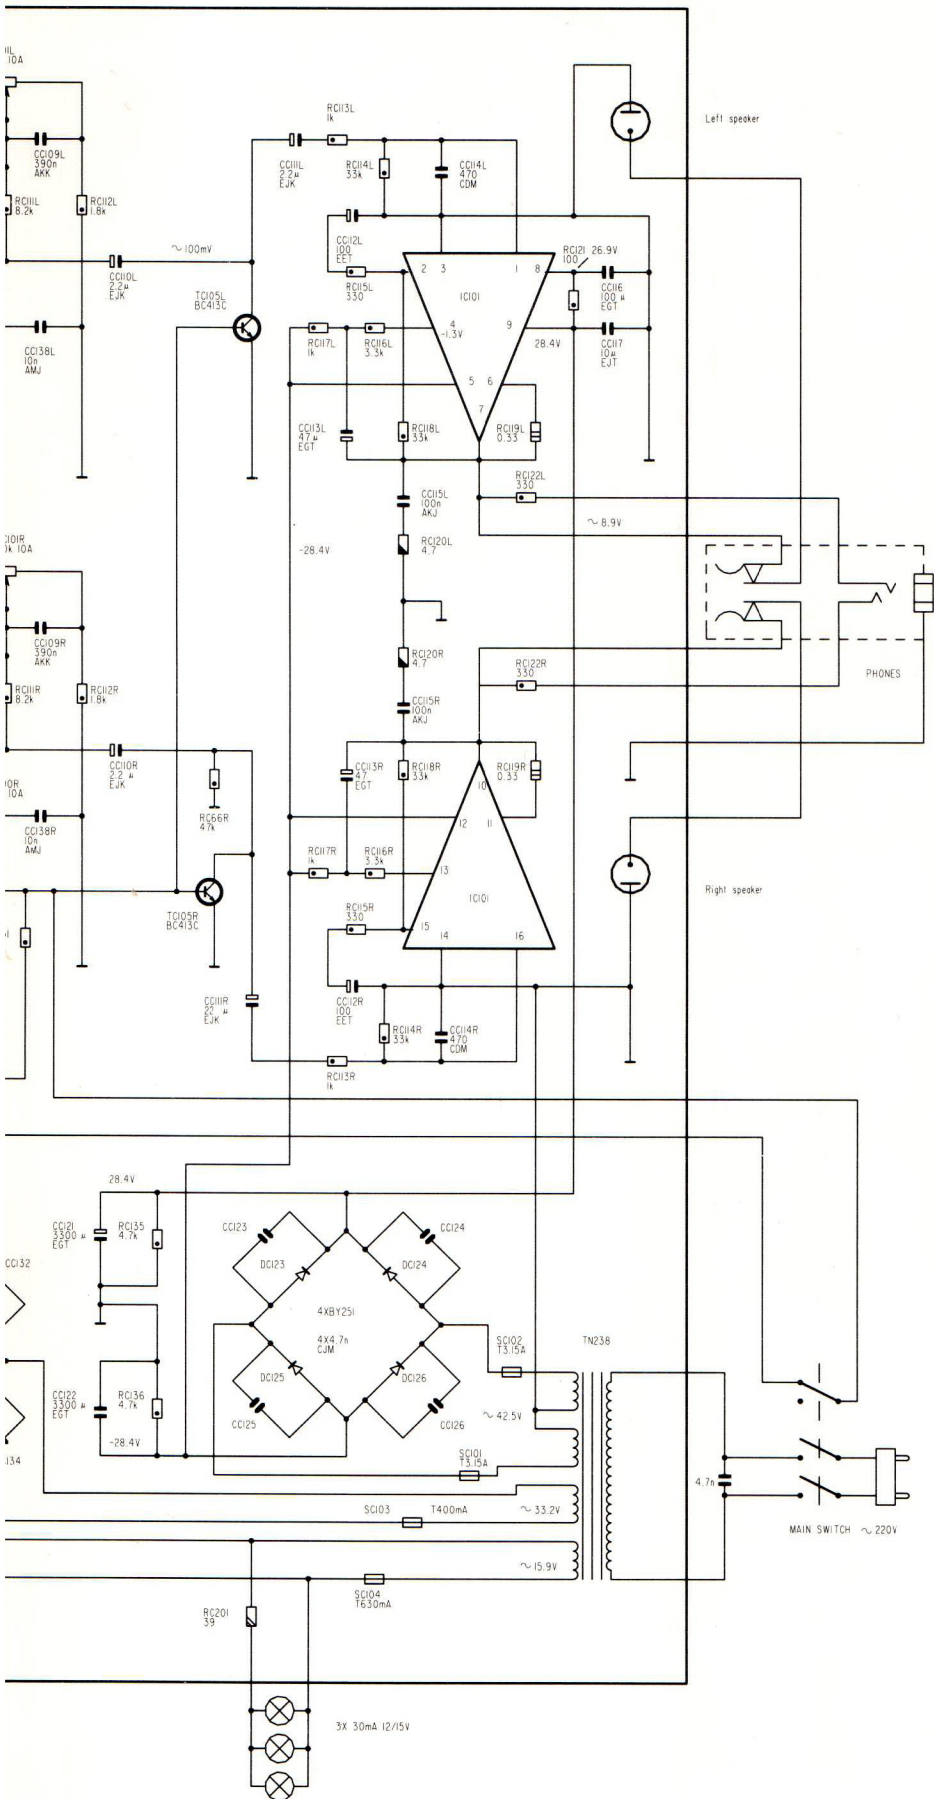 10A
CC109L
390n
AKK
RC111L
8.2k
RC112L
1.8k
CC110L
2.2µ
EJK
CC138L
10n
AMJ
~100mV
TC105L
BC413C
CC111L
2.2µ
EJK
RC113L
1k
RC114L
33k
CC114L
470
CDM
CC112L
100
EET
RC115L
330
2 3 1 8
IC101
4
-1.3V
9
5 6
7
RC121
100
26.9V
CC116
100 µ
EGT
28.4V
CC117
10µ
EJT
RC117L
1k
RC116L
3.3k
CC113L
47µ
EGT
RC118L
33k
RC119L
0.33
RC122L
330
CC115L
100n
AKJ
~ 8.9V
RC120L
4.7
-28.4V
Left speaker
10A
CC109R
390n
AKK
RC111R
8.2k
RC112R
1.8k
CC110R
2.2 µ
EJK
10A
CC138R
10n
AMJ
RC66R
47k
TC105R
BC413C
RC120R
4.7
CC115R
100n
AKJ
RC122R
330
PHONES
CC113R
47
EGT
RC118R
33k
RC119R
0.33
10
12 11
RC117R
1k
RC116R
3.3k
13
IC101
RC115R
330
15 14 16
Right speaker
CC111R
22 µ
EJK
CC112R
100
EET
RC114R
33k
CC114R
470
CDM
RC113R
1k
28.4V
CC121
3300 µ
EGT
RC135
4.7k
CC132
CC123
CC124
DC123
DC124
4XBY251
4X4.7n
CJM
DC125
DC126
CC125
CC126
CC122
3300 µ
EGT
RC136
4.7k
-28.4V
SC102
T3.15A
TN238
~ 42.5V
SC101
T3.15A
SC103
T400mA
~ 33.2V
~ 15.9V
SC104
T630mA
4.7n
MAIN SWITCH ~ 220V
RC201
39
3X 30mA 12/15V